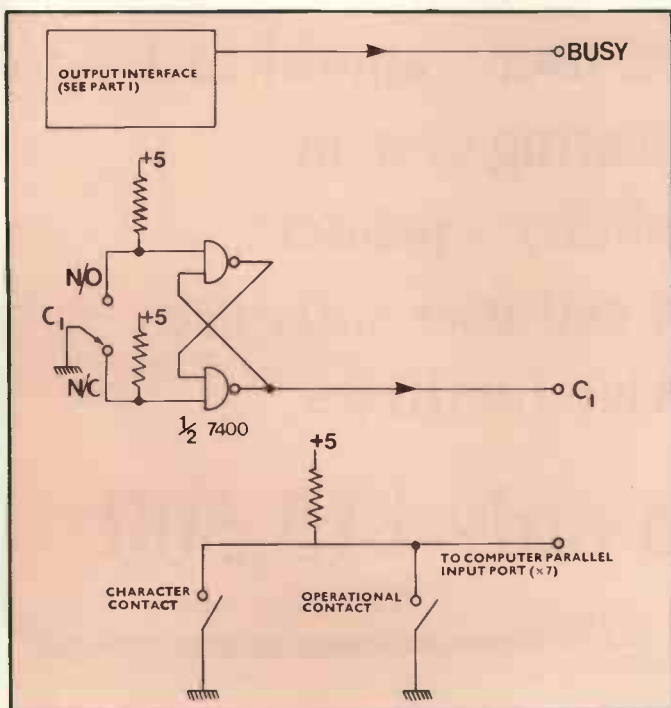 BUSY
OUTPUT INTERFACE
(SEE PART I)
+5
N/O
C₁
+5
N/C
C₁
½ 7400
+5
TO COMPUTER PARALLEL
INPUT PORT (×7)
CHARACTER
CONTACT
OPERATIONAL
CONTACT